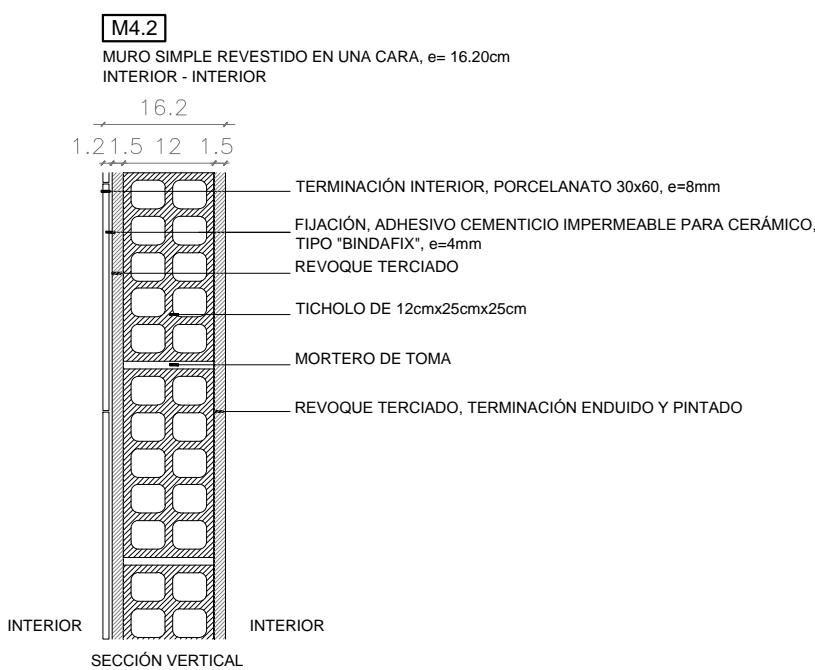 M4.2
MURO SIMPLE REVESTIDO EN UNA CARA, e= 16.20cm
INTERIOR - INTERIOR
16.2
1.2 1.5 12 1.5
TERMINACIÓN INTERIOR, PORCELANATO 30x60, e=8mm
FIJACIÓN, ADHESIVO CEMENTICIO IMPERMEABLE PARA CERÁMICO,
TIPO "BINDAFIX", e=4mm
REVOQUE TERCIADO
TICHOLO DE 12cmx25cmx25cm
MORTERO DE TOMA
REVOQUE TERCIADO, TERMINACIÓN ENDUIDO Y PINTADO
INTERIOR INTERIOR
SECCIÓN VERTICAL